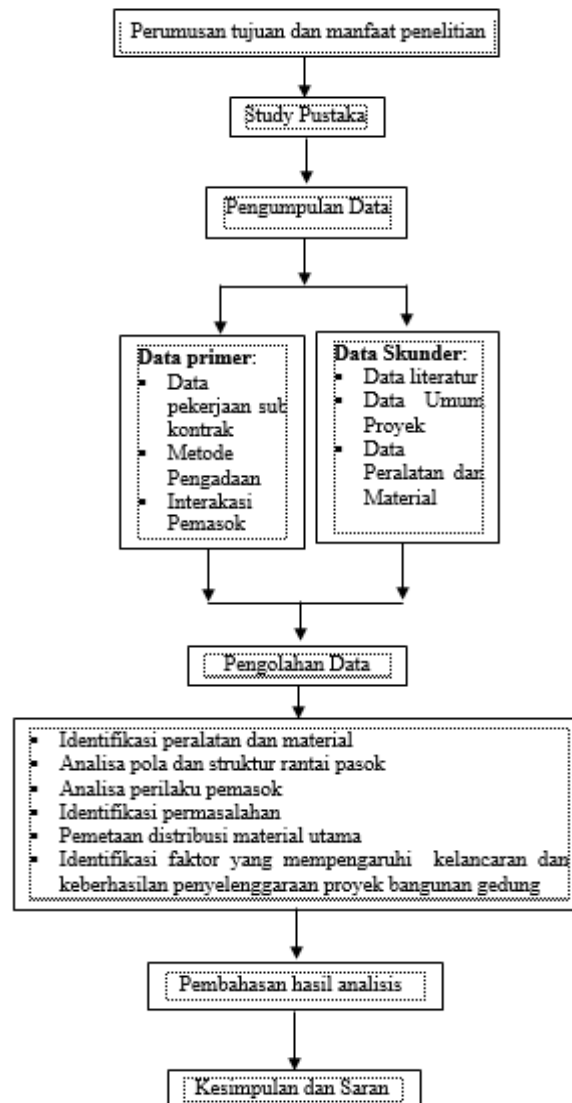 Perumusan tujuan dan manfaat penelitian
Study Pustaka
Pengumpulan Data
Data primer:
▪ Data
pekerjaan sub
kontrak
▪ Metode
Pengadaan
▪ Interakasi
Pemasok
Data Skunder:
▪ Data literatur
▪ Data Umum
Proyek
▪ Data
Peralatan dan
Material
Pengolahan Data
▪ Identifikasi peralatan dan material
▪ Analisa pola dan struktur rantai pasok
▪ Analisa perilaku pemasok
▪ Identifikasi permasalahan
▪ Pemetaan distribusi material utama
▪ Identifikasi faktor yang mempengaruhi kelancaran dan
keberhasilan penyelenggaraan proyek bangunan gedung
Pembahasan hasil analisis
Kesimpulan dan Saran